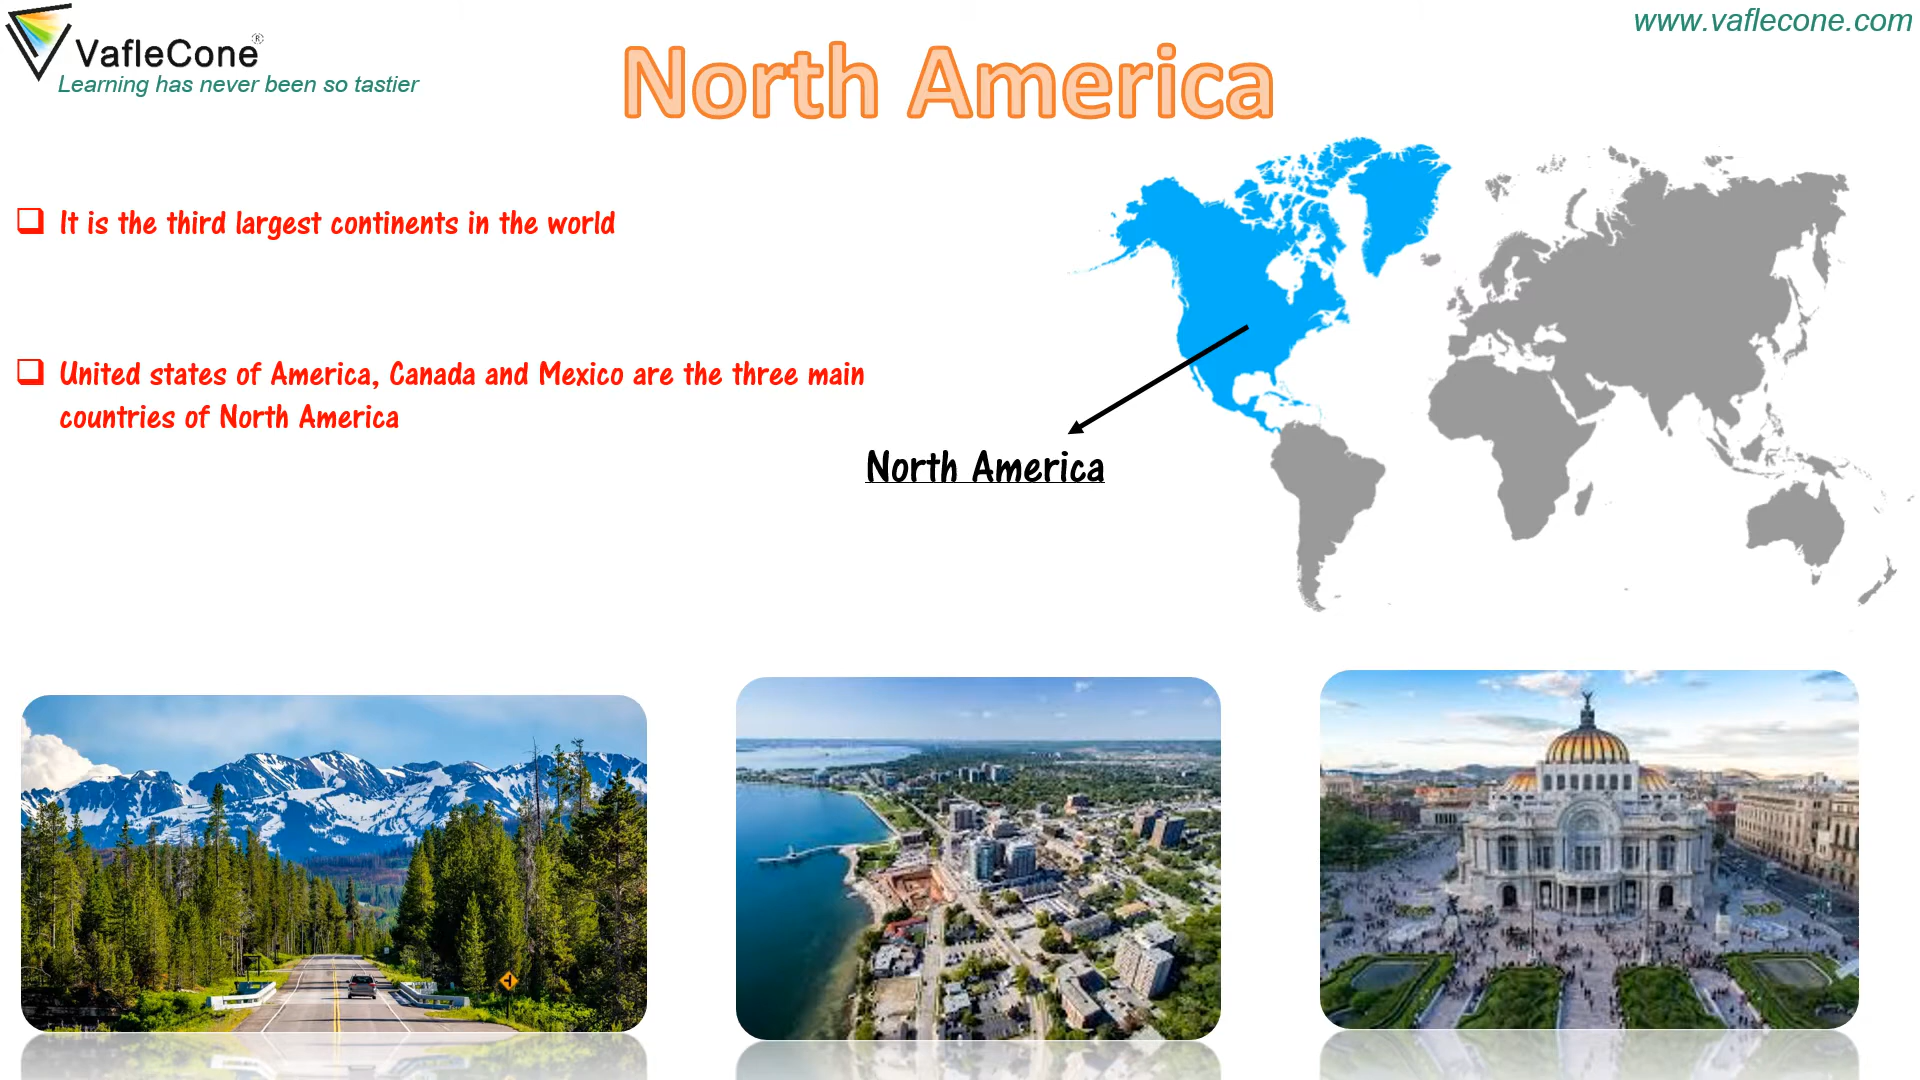 VafleCone®
Learning has never been so tastier
www.vaflecone.com
North America
It is the third largest continents in the world
United states of America, Canada and Mexico are the three main
countries of North America
North America